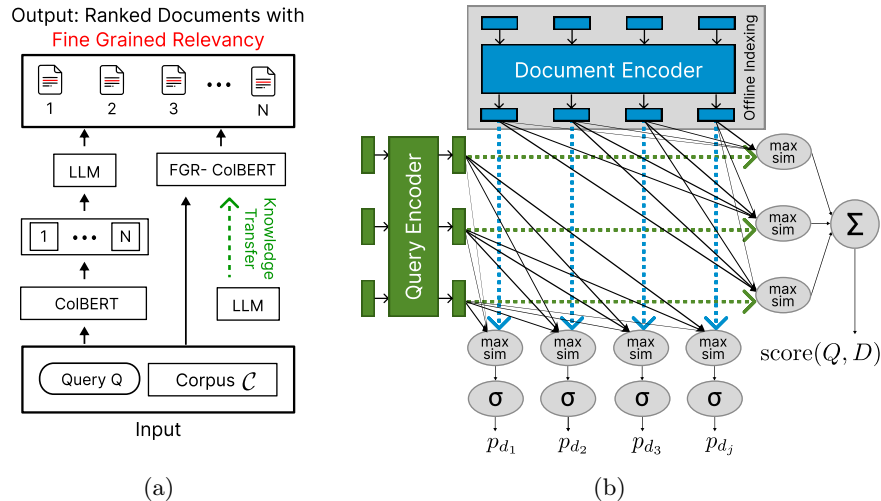 Output: Ranked Documents with
Fine Grained Relevancy
1 2 3 ••• N
LLM
FGR- ColBERT
Knowledge
Transfer
1 ••• N
ColBERT
LLM
Query Q
Corpus 𝒞
Input
(a)
Document Encoder
Offline Indexing
Query Encoder
max
sim
max
sim
max
sim
Σ
score(Q, D)
max
sim
max
sim
max
sim
max
sim
σ σ σ σ
p_{d_1} p_{d_2} p_{d_3} p_{d_j}
(b)